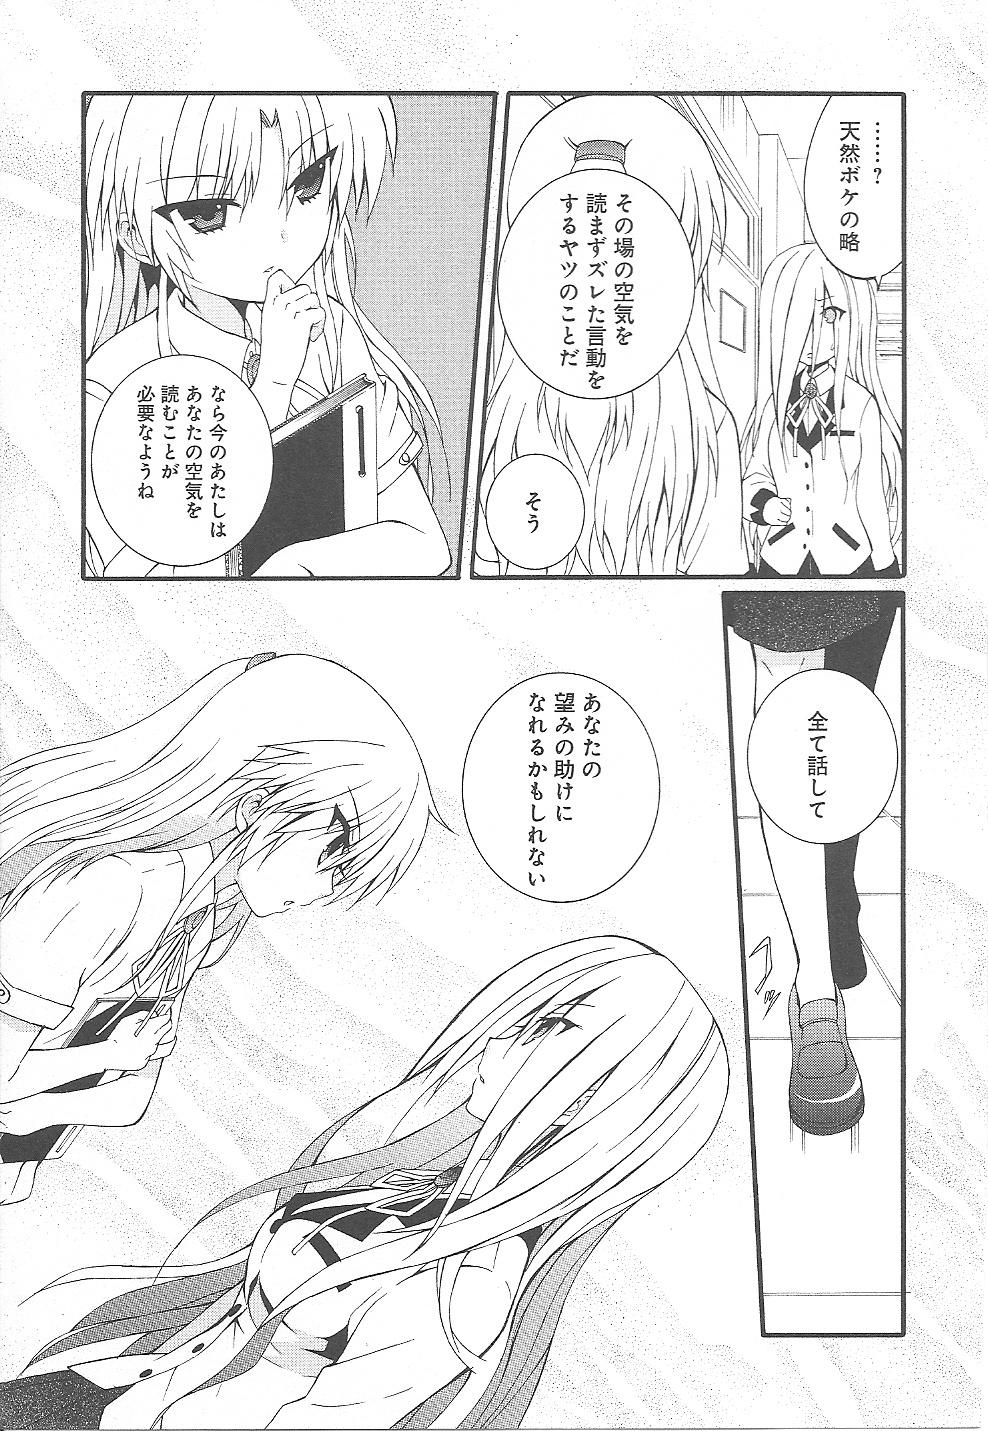 ……?
天然ボケの略
その場の空気を
読まずズレた言動を
するヤツのことだ
そう
なら今のあたしは
あなたの空気を
読むことが
必要なようね
全て話して
あなたの
望みの助けに
なれるかもしれない